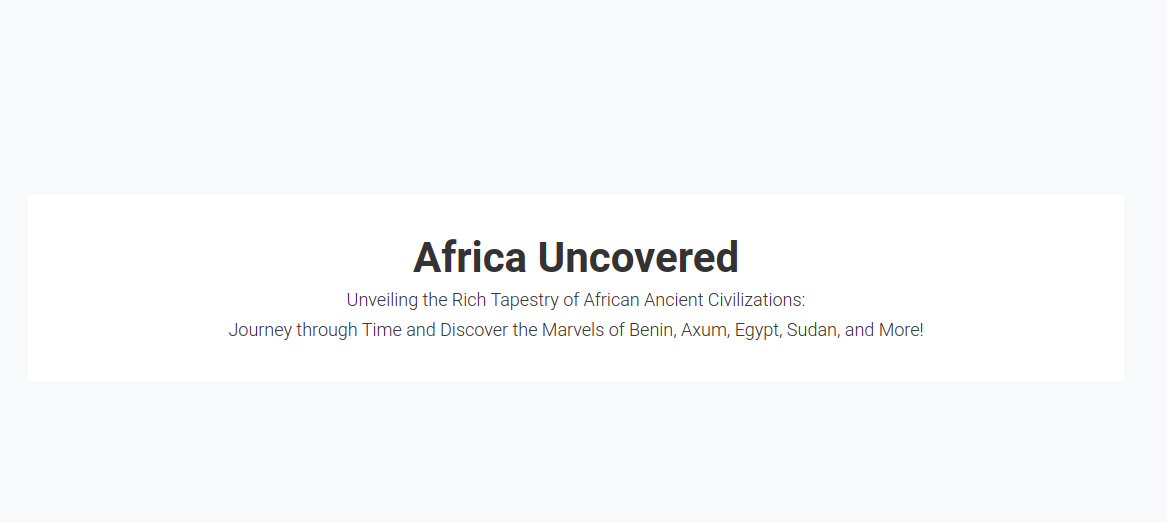 Africa Uncovered
Unveiling the Rich Tapestry of African Ancient Civilizations:
Journey through Time and Discover the Marvels of Benin, Axum, Egypt, Sudan, and More!